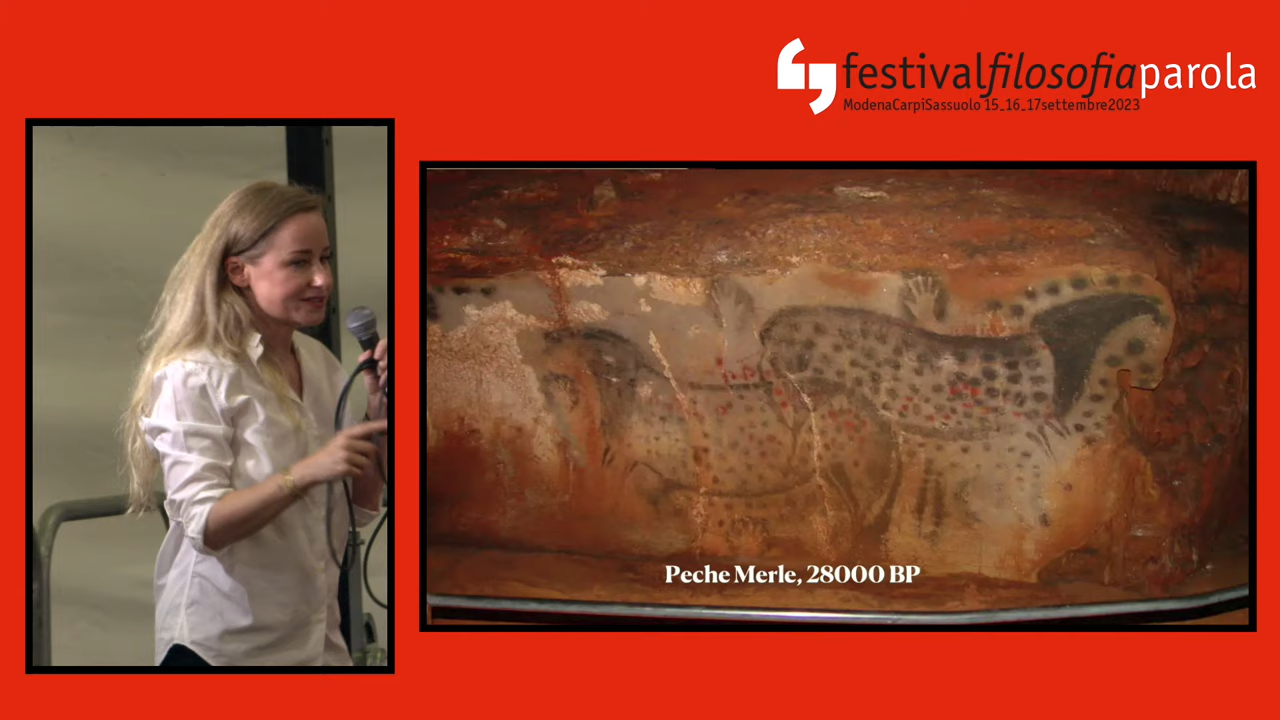 festivalfilosofiaparola
ModenaCarpiSassuolo 15_16_17settembre2023
Peche Merle, 28000 BP